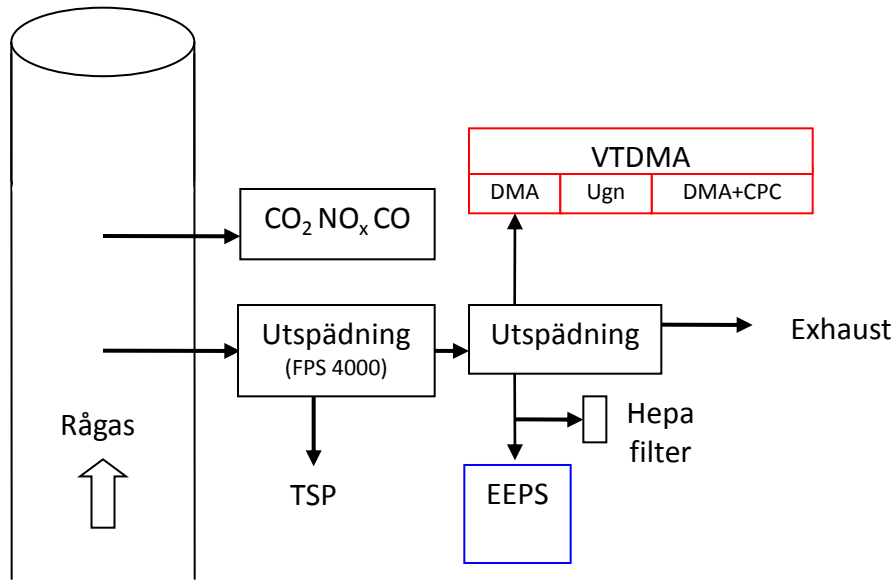 VTDMA
DMA Ugn DMA+CPC
CO₂ NOₓ CO
Utspädning
(FPS 4000)
Utspädning
Exhaust
Rågas
Hepa
filter
TSP
EEPS